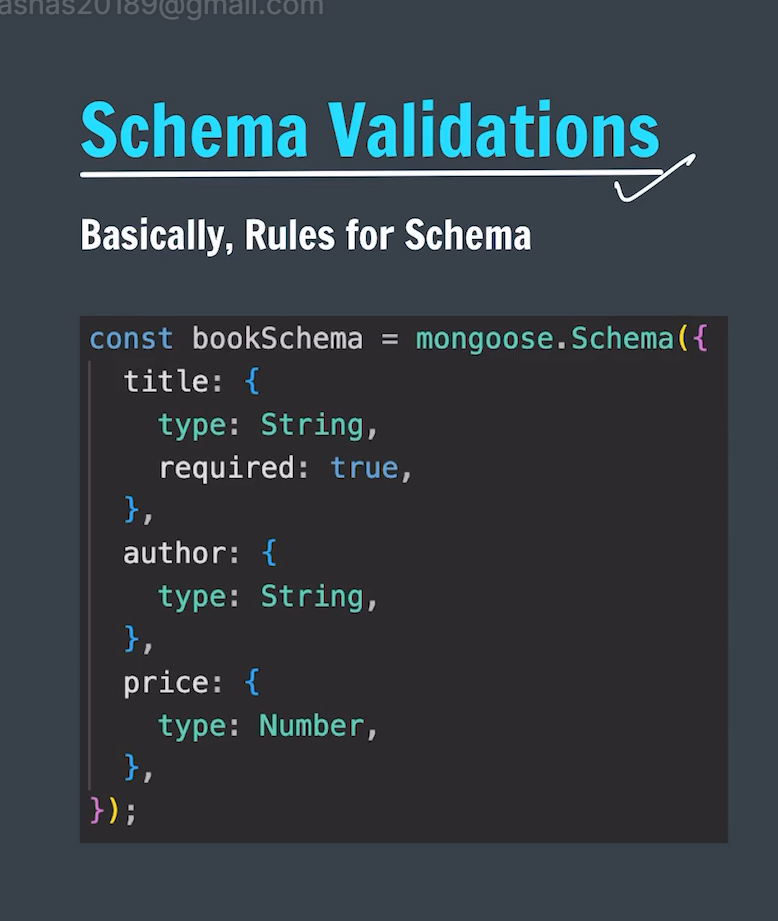 ashas20189@gmail.com
Schema Validations
Basically, Rules for Schema
const bookSchema = mongoose.Schema({
  title: {
    type: String,
    required: true,
  },
  author: {
    type: String,
  },
  price: {
    type: Number,
  },
});